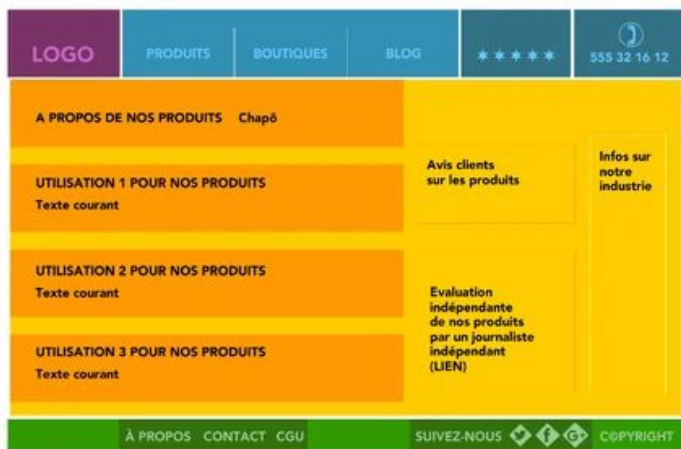 LOGO
PRODUITS
BOUTIQUES
BLOG
★★★★★
555 32 16 12
A PROPOS DE NOS PRODUITS Chapô
UTILISATION 1 POUR NOS PRODUITS
Texte courant
UTILISATION 2 POUR NOS PRODUITS
Texte courant
UTILISATION 3 POUR NOS PRODUITS
Texte courant
Avis clients
sur les produits
Evaluation
indépendante
de nos produits
par un journaliste
indépendant
(LIEN)
Infos sur
notre
industrie
À PROPOS CONTACT CGU
SUIVEZ-NOUS
C©PYRIGHT